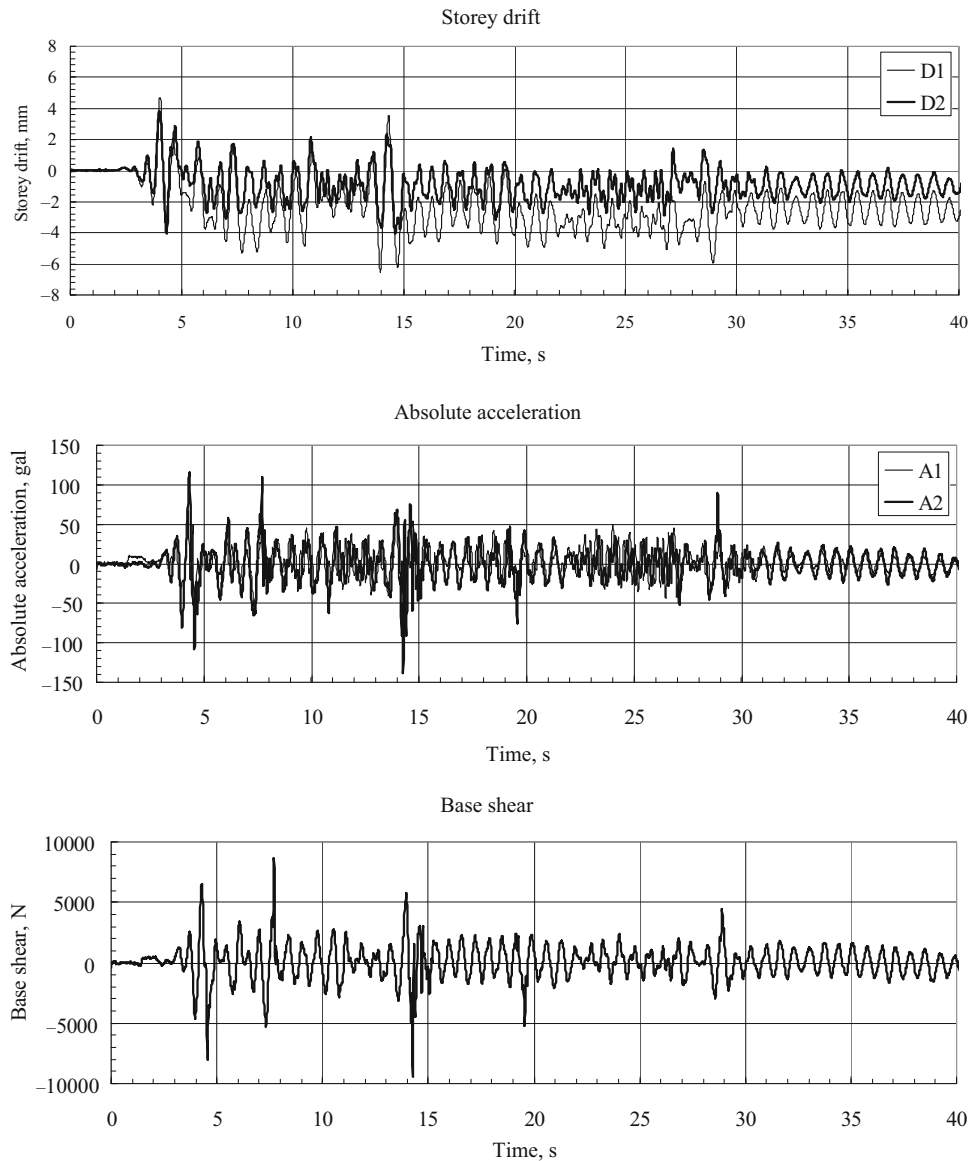 Storey drift
Storey drift, mm
8
6
4
2
0
−2
−4
−6
−8
D1
D2
0 5 10 15 20 25 30 35 40
Time, s
Absolute acceleration
Absolute acceleration, gal
150
100
50
0
−50
−100
−150
A1
A2
0 5 10 15 20 25 30 35 40
Time, s
Base shear
Base shear, N
10000
5000
0
−5000
−10000
0 5 10 15 20 25 30 35 40
Time, s